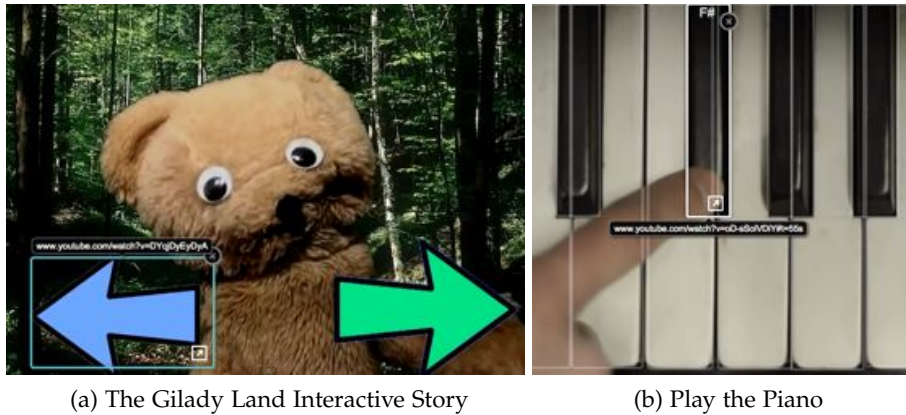 www.youtube.com/watch?v=DYqjDyEyDyA
F#
www.youtube.com/watch?v=oD-sSolVDiY#t=55s
(a) The Gilady Land Interactive Story
(b) Play the Piano